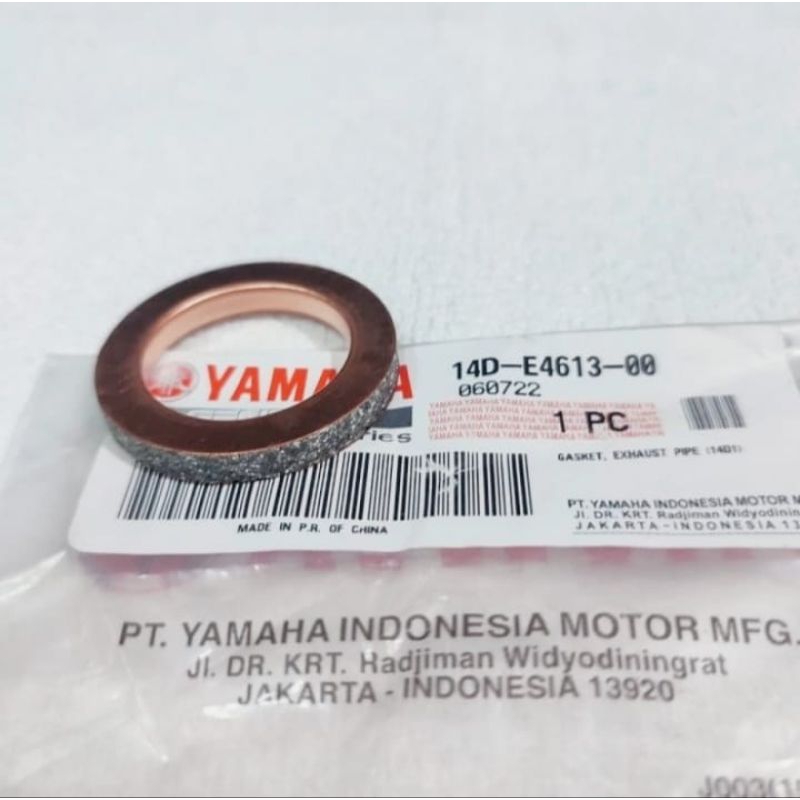 YAMAHA
14D-E4613-00
060722
1 PC
GASKET, EXHAUST PIPE (14D1)
MADE IN P.R. OF CHINA
PT. YAMAHA INDONESIA MOTOR
Jl. DR. KRT. Radjiman Widyodining
JAKARTA-INDONESIA 13
PT. YAMAHA INDONESIA MOTOR MFG.
Jl. DR. KRT. Radjiman Widyodiningrat
JAKARTA - INDONESIA 13920